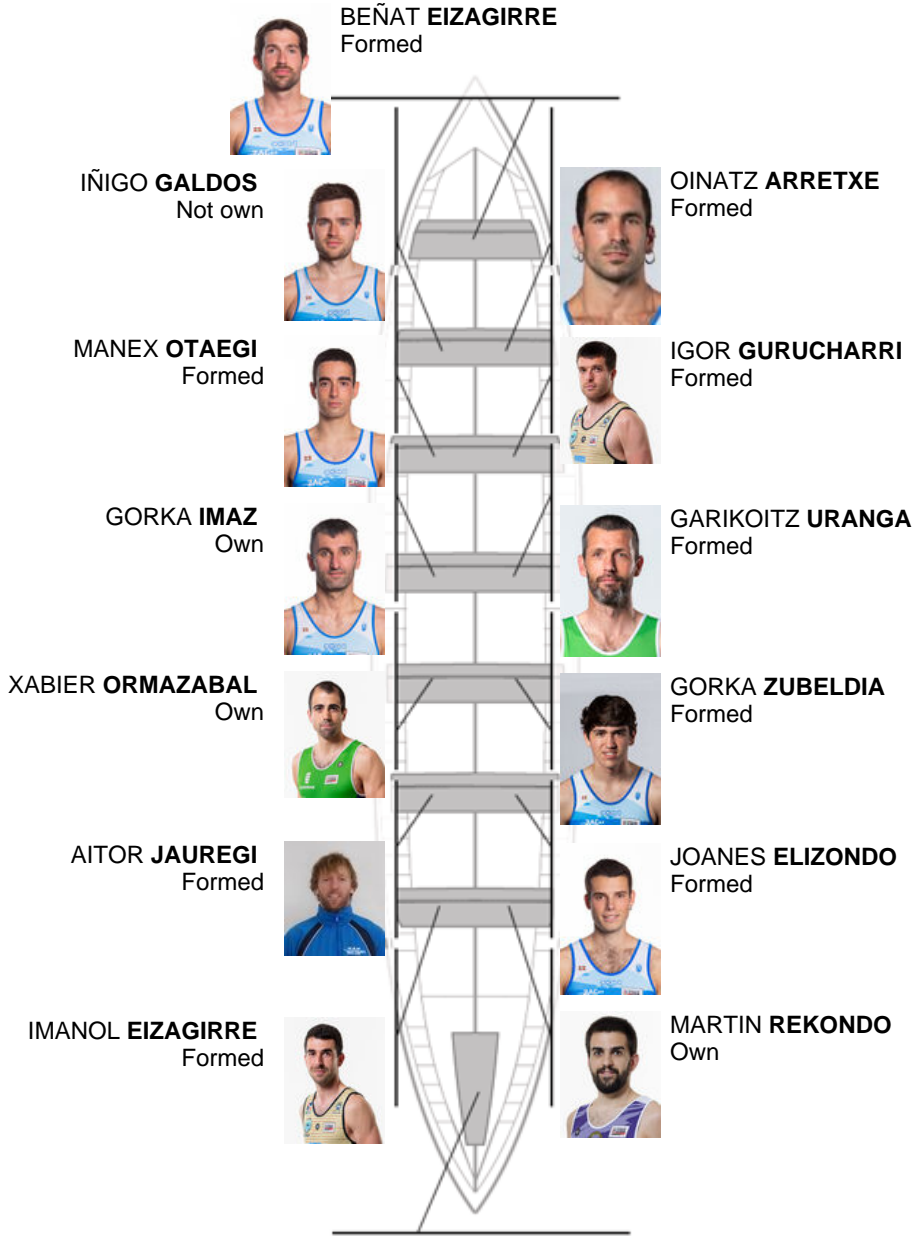 BEÑAT EIZAGIRRE
Formed
IÑIGO GALDOS
Not own
OINATZ ARRETXE
Formed
MANEX OTAEGI
Formed
IGOR GURUCHARRI
Formed
GORKA IMAZ
Own
GARIKOITZ URANGA
Formed
XABIER ORMAZABAL
Own
GORKA ZUBELDIA
Formed
AITOR JAUREGI
Formed
JOANES ELIZONDO
Formed
IMANOL EIZAGIRRE
Formed
MARTIN REKONDO
Own